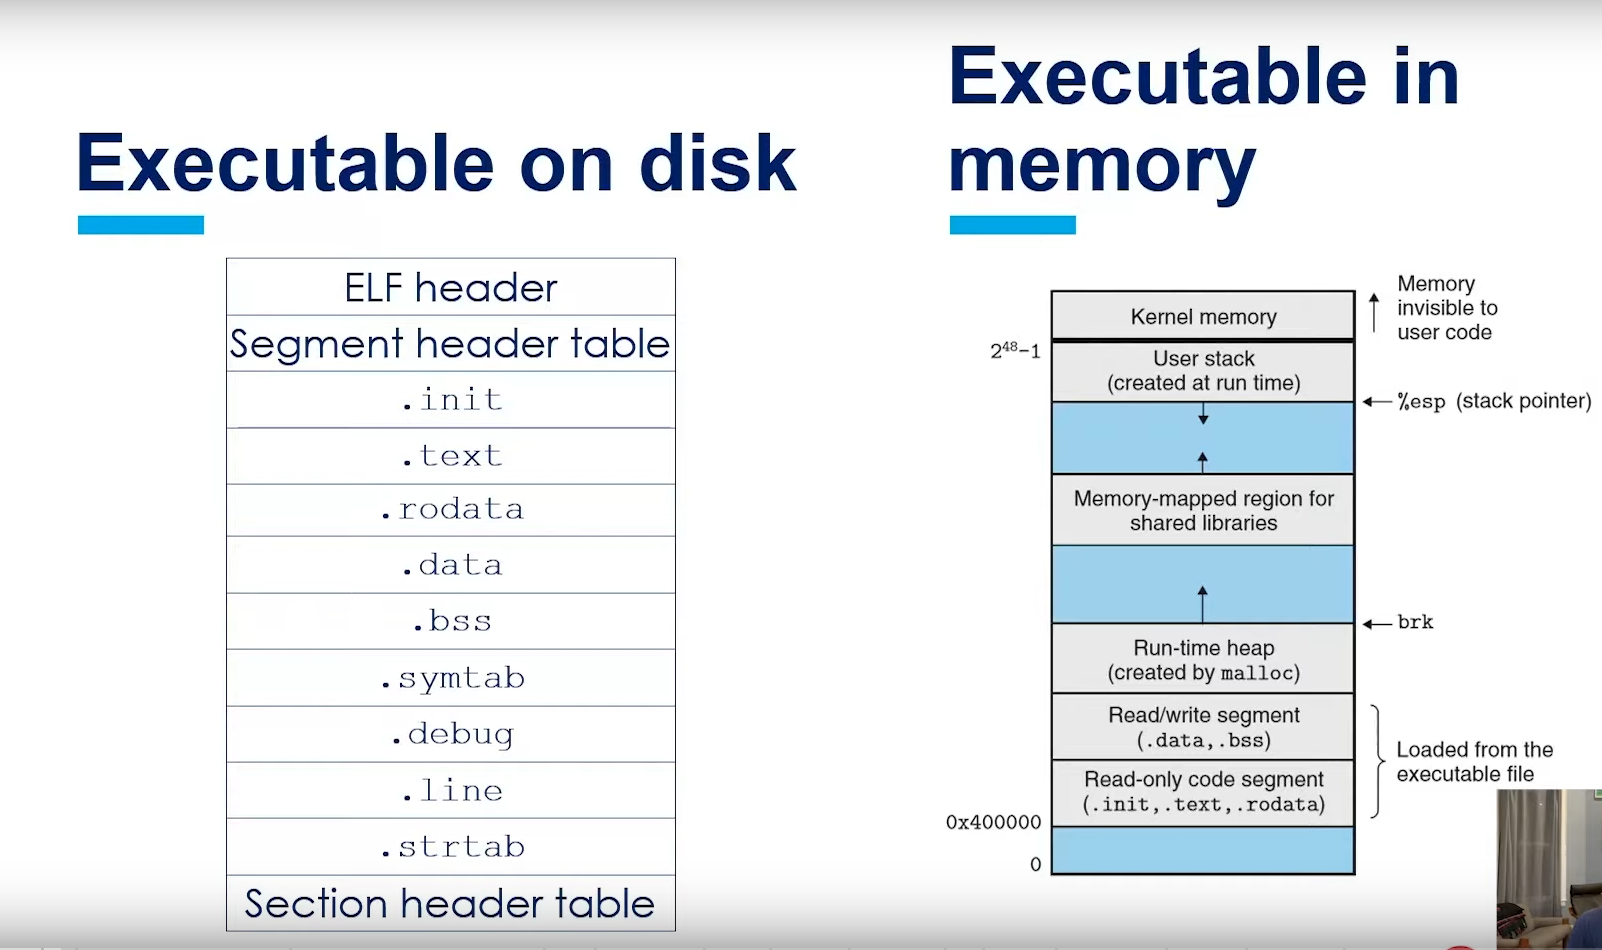 Executable on disk
ELF header
Segment header table
.init
.text
.rodata
.data
.bss
.symtab
.debug
.line
.strtab
Section header table
Executable in
memory
Kernel memory
Memory
invisible to
user code
2⁴⁸−1
User stack
(created at run time)
%esp (stack pointer)
Memory-mapped region for
shared libraries
brk
Run-time heap
(created by malloc)
Read/write segment
(.data,.bss)
Loaded from the
executable file
Read-only code segment
(.init,.text,.rodata)
0x400000
0